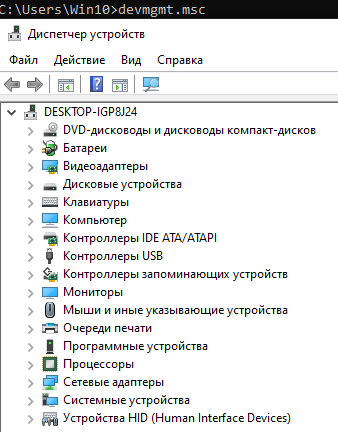 C:\Users\Win10>devmgmt.msc
Диспетчер устройств
Файл Действие Вид Справка
DESKTOP-IGP8J24
DVD-дисководы и дисководы компакт-дисков
Батареи
Видеоадаптеры
Дисковые устройства
Клавиатуры
Компьютер
Контроллеры IDE ATA/ATAPI
Контроллеры USB
Контроллеры запоминающих устройств
Мониторы
Мыши и иные указывающие устройства
Очереди печати
Программные устройства
Процессоры
Сетевые адаптеры
Системные устройства
Устройства HID (Human Interface Devices)